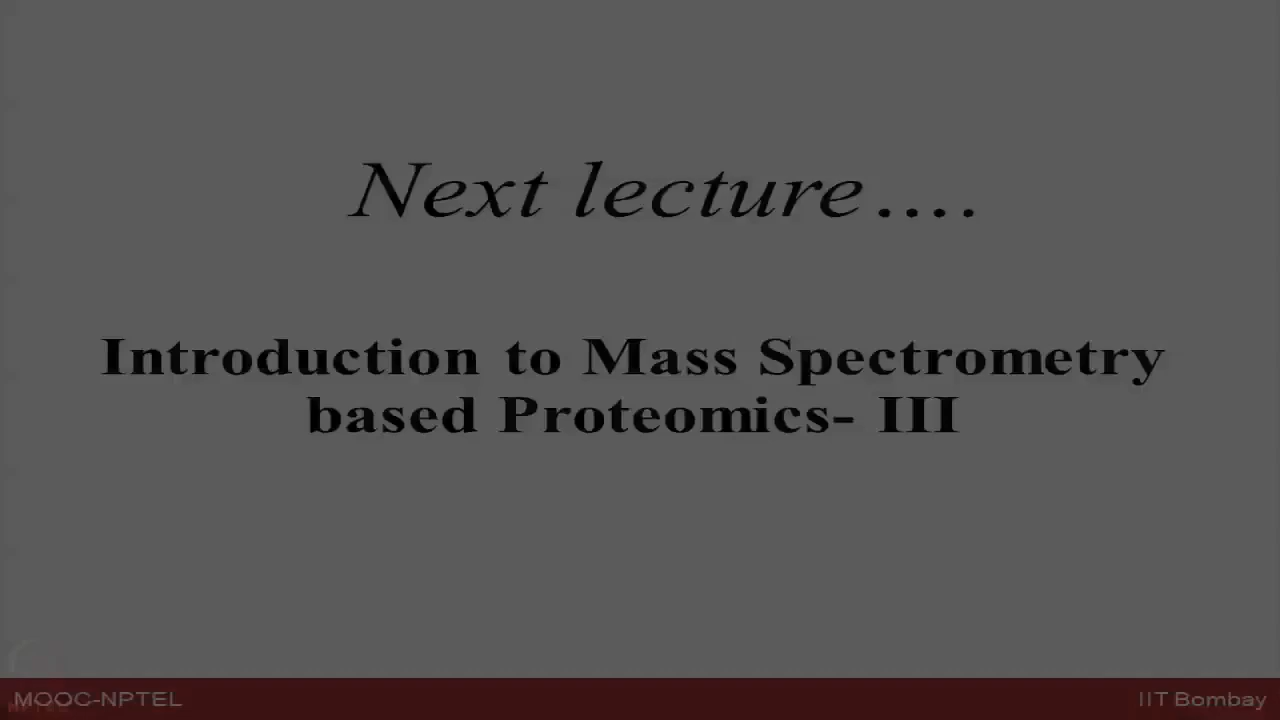 Next lecture....
Introduction to Mass Spectrometry
based Proteomics- III
MOOC-NPTEL
IIT Bombay